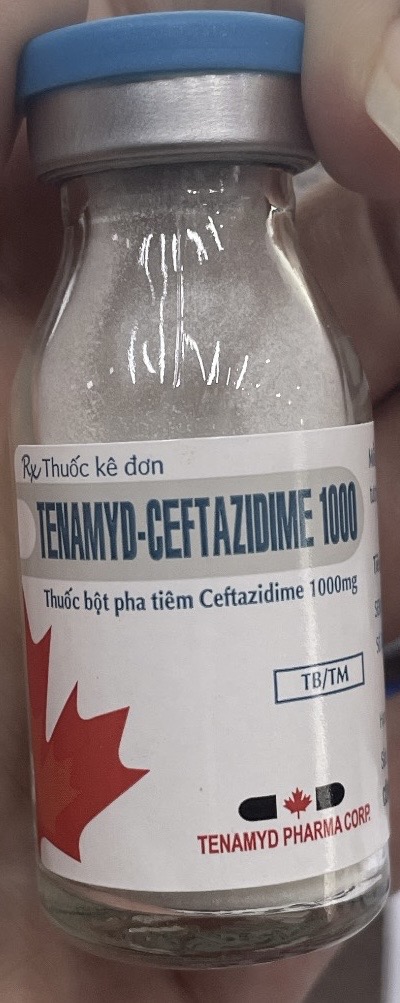 Rx Thuốc kê đơn
TENAMYD-CEFTAZIDIME 1000
Thuốc bột pha tiêm Ceftazidime 1000mg
TB/TM
TENAMYD PHARMA CORP.